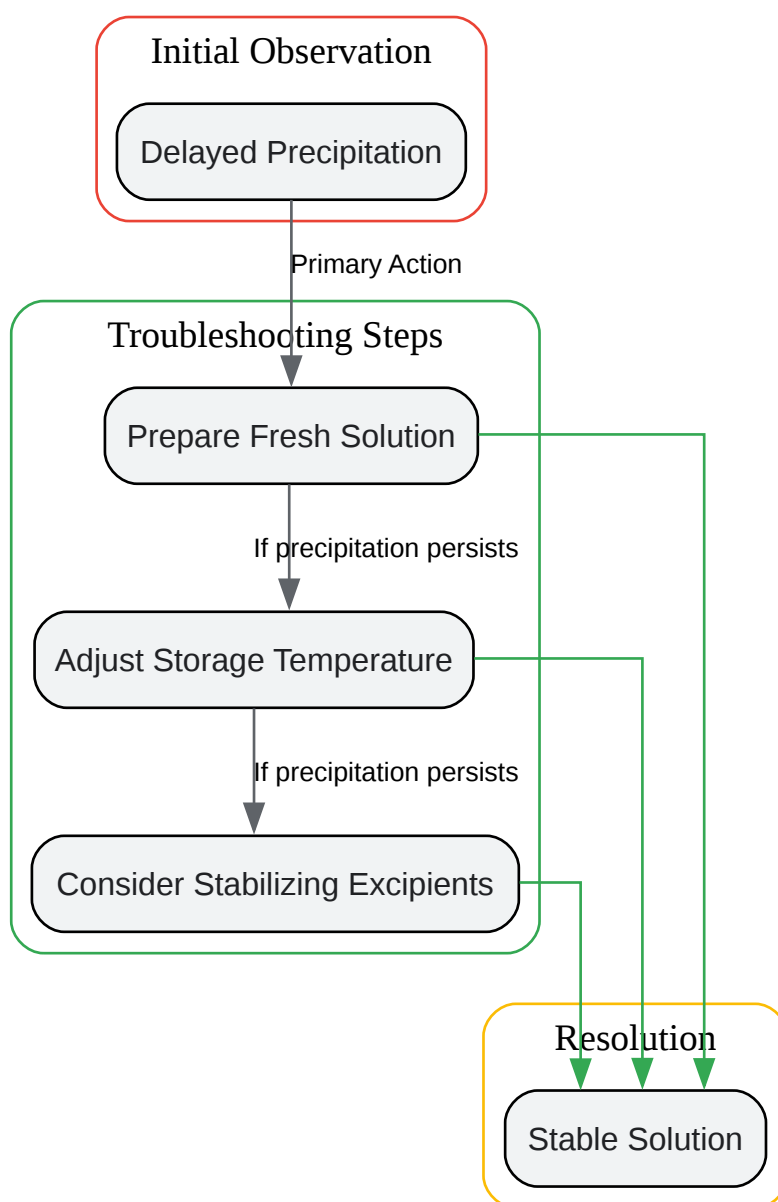 Initial Observation
Delayed Precipitation
Primary Action
Troubleshooting Steps
Prepare Fresh Solution
If precipitation persists
Adjust Storage Temperature
If precipitation persists
Consider Stabilizing Excipients
Resolution
Stable Solution